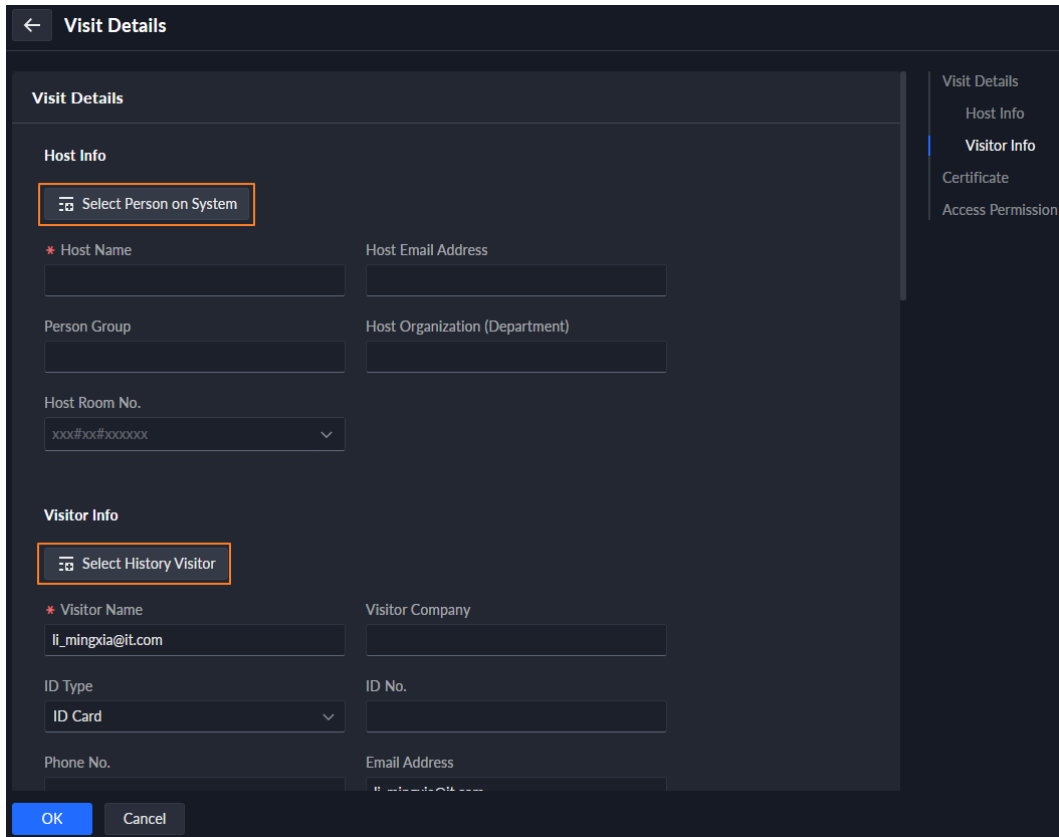 Visit Details
Visit Details
Host Info
Select Person on System
* Host Name
Host Email Address
Person Group
Host Organization (Department)
Host Room No.
xxx#xx#xxxxxx
Visitor Info
Select History Visitor
* Visitor Name
Visitor Company
li_mingxia@it.com
ID Type
ID No.
ID Card
Phone No.
Email Address
li_mingxia@it.com
OK
Cancel
Visit Details
Host Info
Visitor Info
Certificate
Access Permission